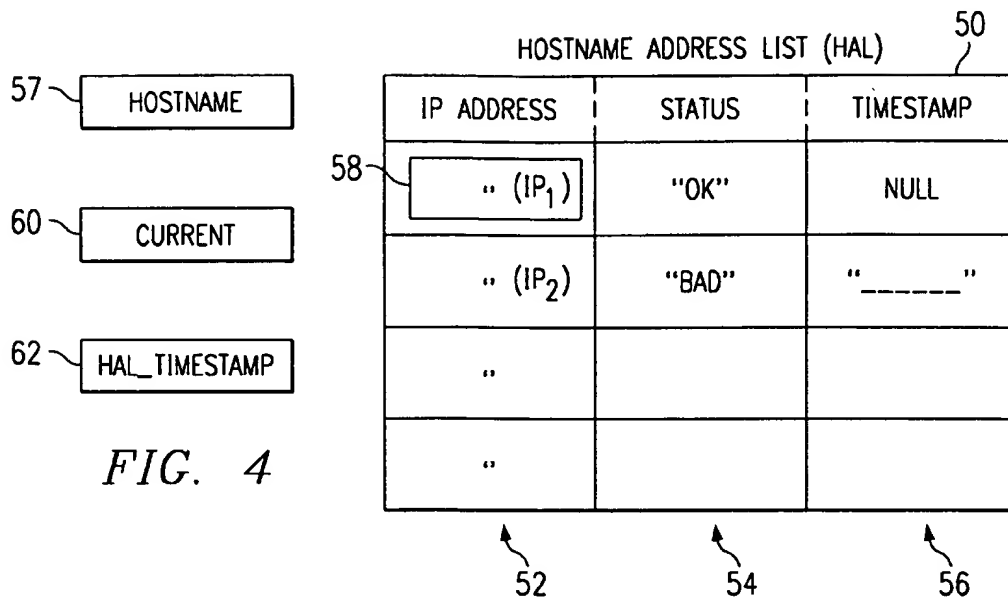 HOSTNAME ADDRESS LIST (HAL)
50
57
HOSTNAME
IP ADDRESS STATUS TIMESTAMP
58
" (IP1) "OK" NULL
60
CURRENT
" (IP2) "BAD" "______"
62
HAL_TIMESTAMP
"
FIG. 4
"
52 54 56